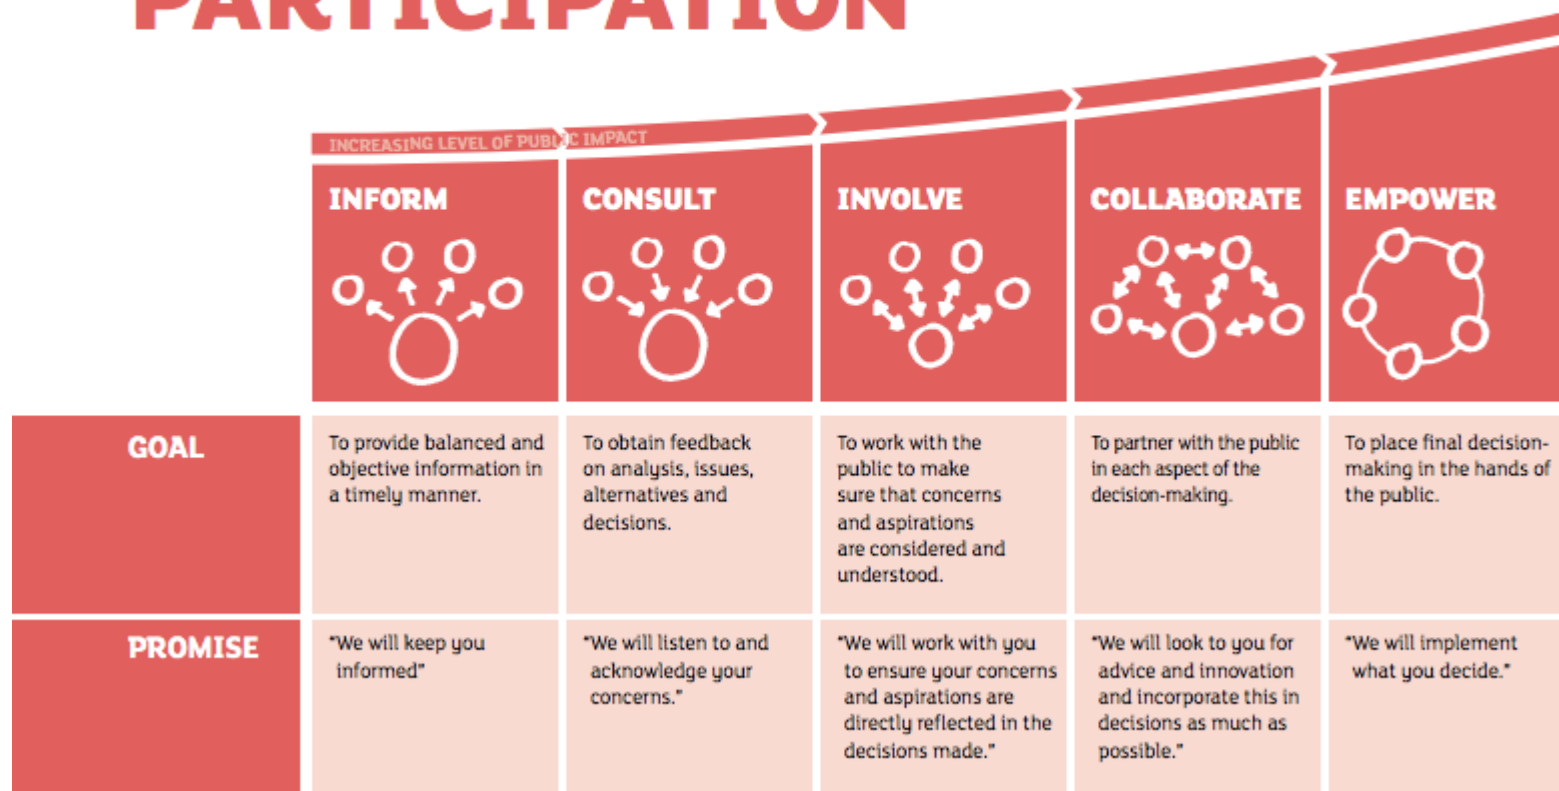 PARTICIPATION
INCREASING LEVEL OF PUBLIC IMPACT
INFORM
CONSULT
INVOLVE
COLLABORATE
EMPOWER
GOAL
To provide balanced and
objective information in
a timely manner.
To obtain feedback
on analysis, issues,
alternatives and
decisions.
To work with the
public to make
sure that concerns
and aspirations
are considered and
understood.
To partner with the public
in each aspect of the
decision-making.
To place final decision-
making in the hands of
the public.
PROMISE
“We will keep you
informed”
“We will listen to and
acknowledge your
concerns.”
“We will work with you
to ensure your concerns
and aspirations are
directly reflected in the
decisions made.”
“We will look to you for
advice and innovation
and incorporate this in
decisions as much as
possible.”
“We will implement
what you decide.”